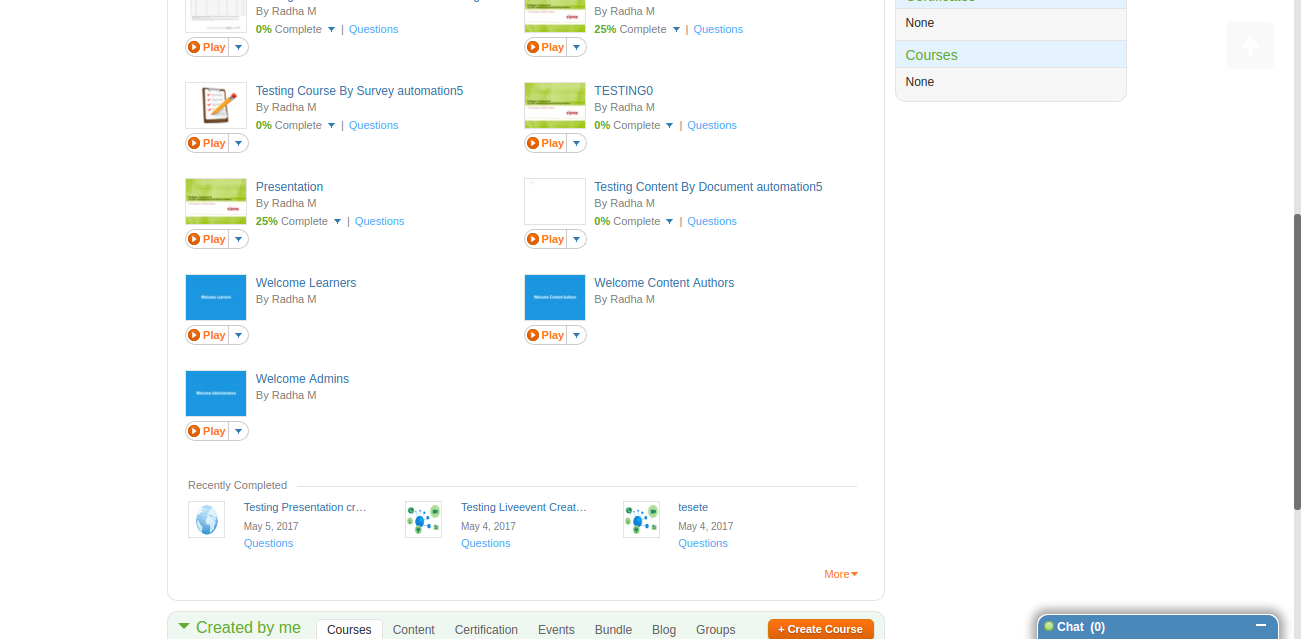 By Radha M
0% Complete | Questions
Play
By Radha M
25% Complete | Questions
Play
Testing Course By Survey automation5
By Radha M
0% Complete | Questions
Play
TESTING0
By Radha M
0% Complete | Questions
Play
Presentation
By Radha M
25% Complete | Questions
Play
Testing Content By Document automation5
By Radha M
0% Complete | Questions
Play
Welcome Learners
Welcome Learners
By Radha M
Play
Welcome Content Authors
Welcome Content Authors
By Radha M
Play
Welcome Administrators
Welcome Admins
By Radha M
Play
Recently Completed
Testing Presentation cr…
May 5, 2017
Questions
Testing Liveevent Creat…
May 4, 2017
Questions
tesete
May 4, 2017
Questions
More
None
Courses
None
Created by me
Courses
Content
Certification
Events
Bundle
Blog
Groups
+ Create Course
Chat (0)